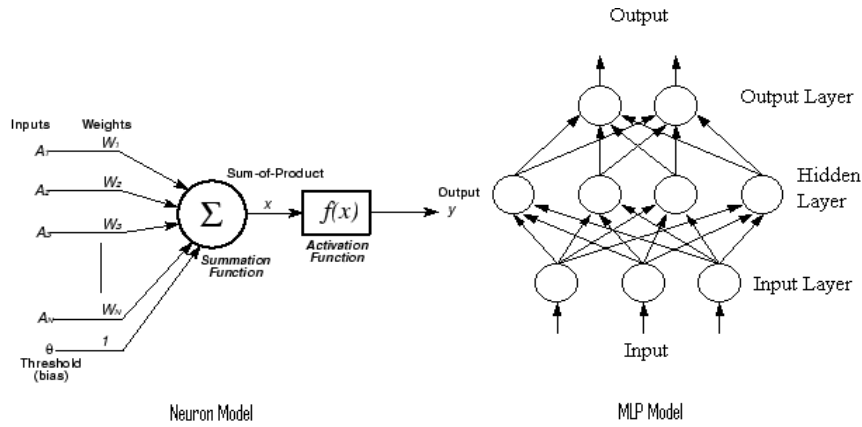 Inputs
Weights
A₁
W₁
A₂
W₂
A₃
W₃
Aₙ
Wₙ
θ
1
Threshold
(bias)
Sum-of-Product
Σ
x
Summation
Function
f(x)
Activation
Function
Output
y
Neuron Model
Output
Output Layer
Hidden
Layer
Input Layer
Input
MLP Model